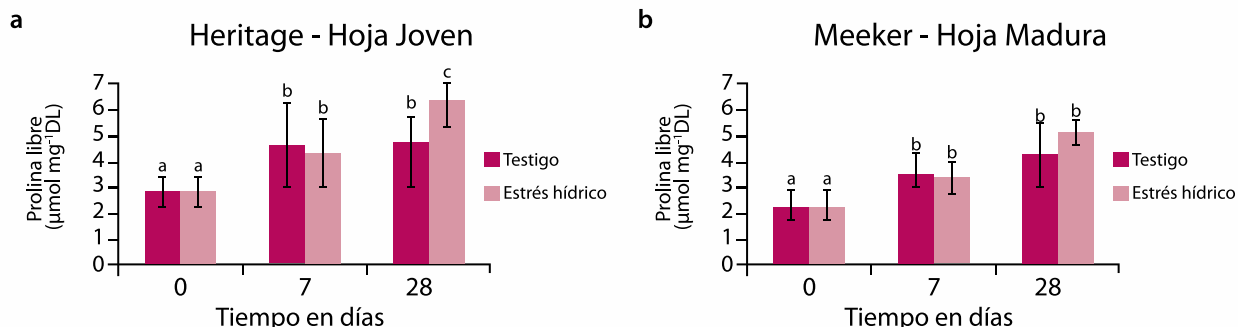 a
Heritage - Hoja Joven
Prolina libre
(µmol mg⁻¹DL)
7
6
5
4
3
2
1
0
a
a
b
b
b
c
0
7
28
Tiempo en días
Testigo
Estrés hídrico
b
Meeker - Hoja Madura
Prolina libre
(µmol mg⁻¹DL)
7
6
5
4
3
2
1
0
a
a
b
b
b
b
0
7
28
Tiempo en días
Testigo
Estrés hídrico